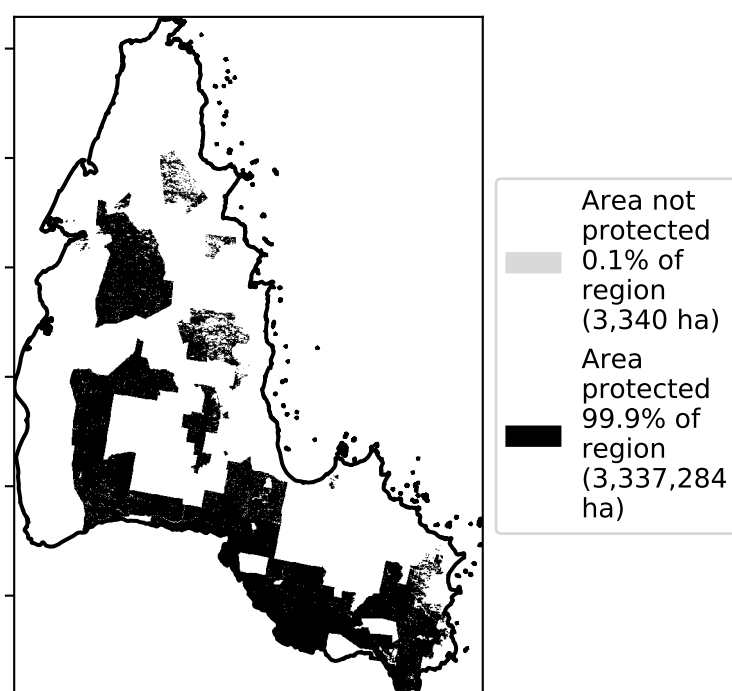 Area not
protected
0.1% of
region
(3,340 ha)
Area
protected
99.9% of
region
(3,337,284
ha)